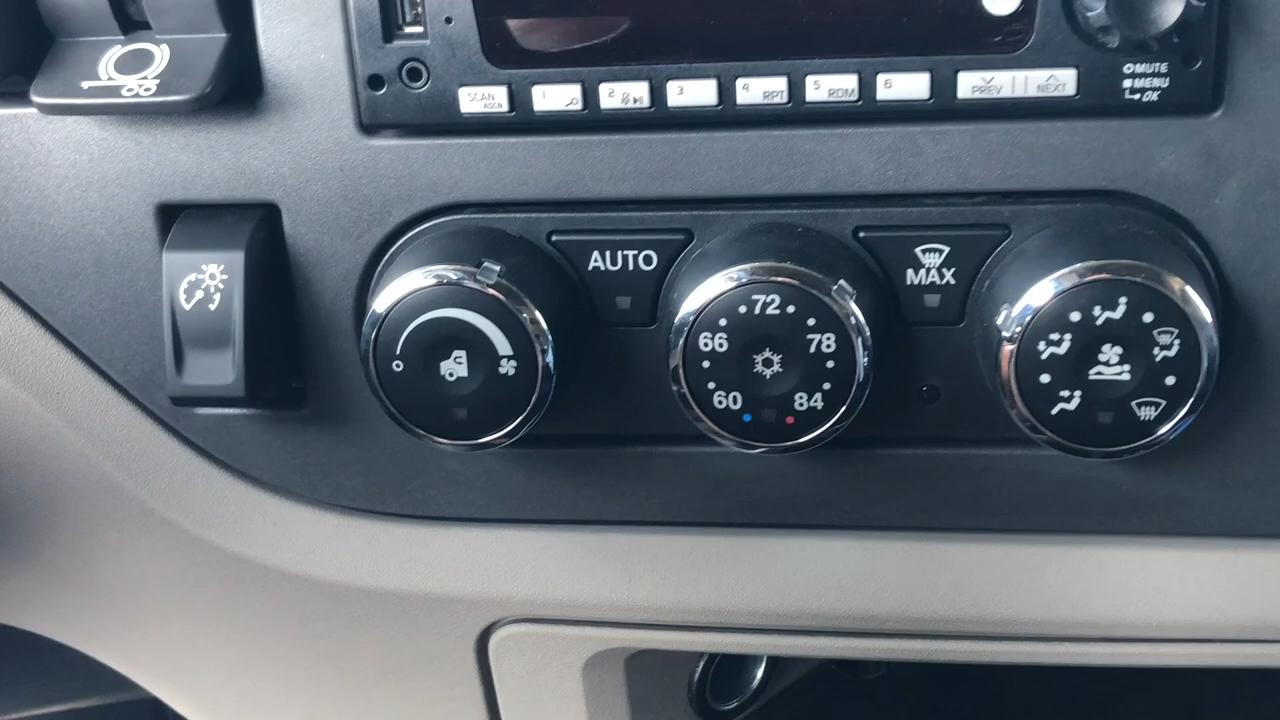 SCAN
ASCN
1
2
3
4 RPT
5 RDM
6
PREV
NEXT
MUTE
MENU
OK
AUTO
72
66
78
60
84
MAX